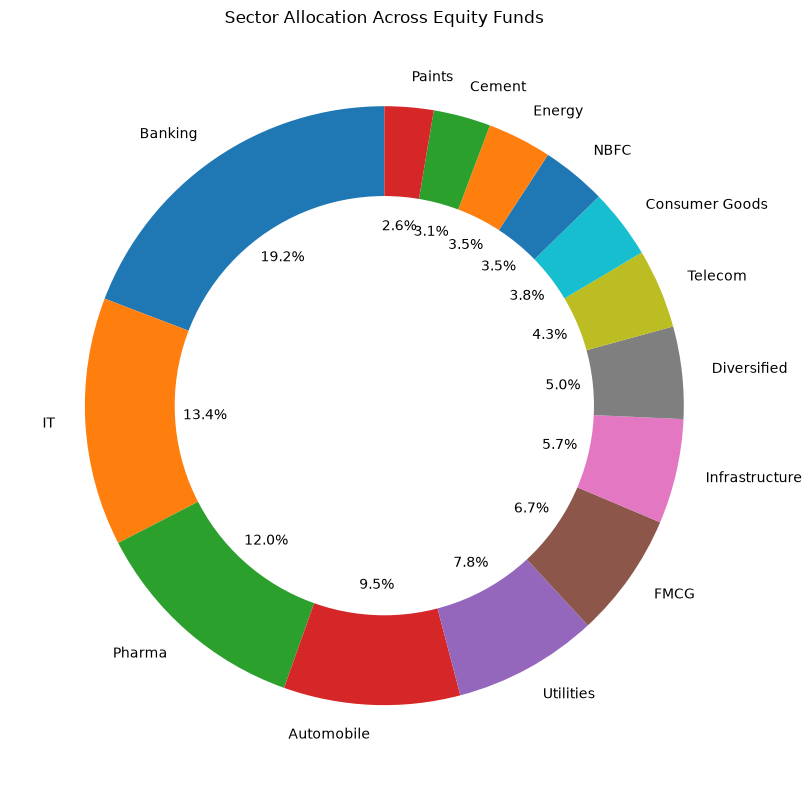 Sector Allocation Across Equity Funds
Paints
Cement
Energy
NBFC
Consumer Goods
Telecom
Diversified
Infrastructure
FMCG
Utilities
Automobile
Pharma
IT
Banking
2.6%
3.1%
3.5%
3.5%
3.8%
4.3%
5.0%
5.7%
6.7%
7.8%
9.5%
12.0%
13.4%
19.2%